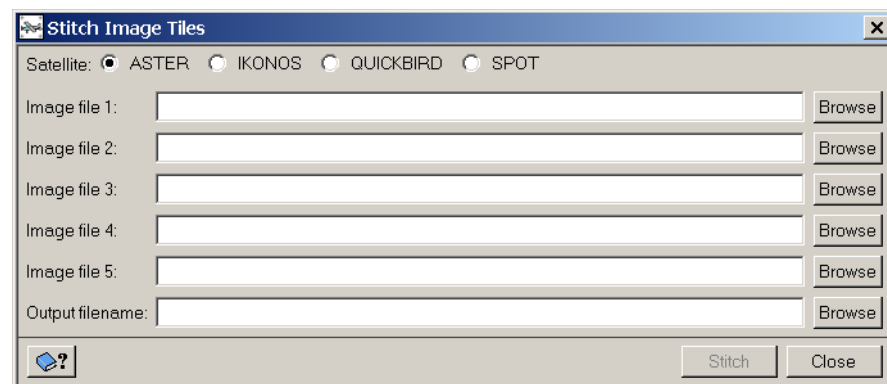 Stitch Image Tiles
Satellite: ASTER IKONOS QUICKBIRD SPOT
Image file 1: Browse
Image file 2: Browse
Image file 3: Browse
Image file 4: Browse
Image file 5: Browse
Output filename: Browse
? Stitch Close